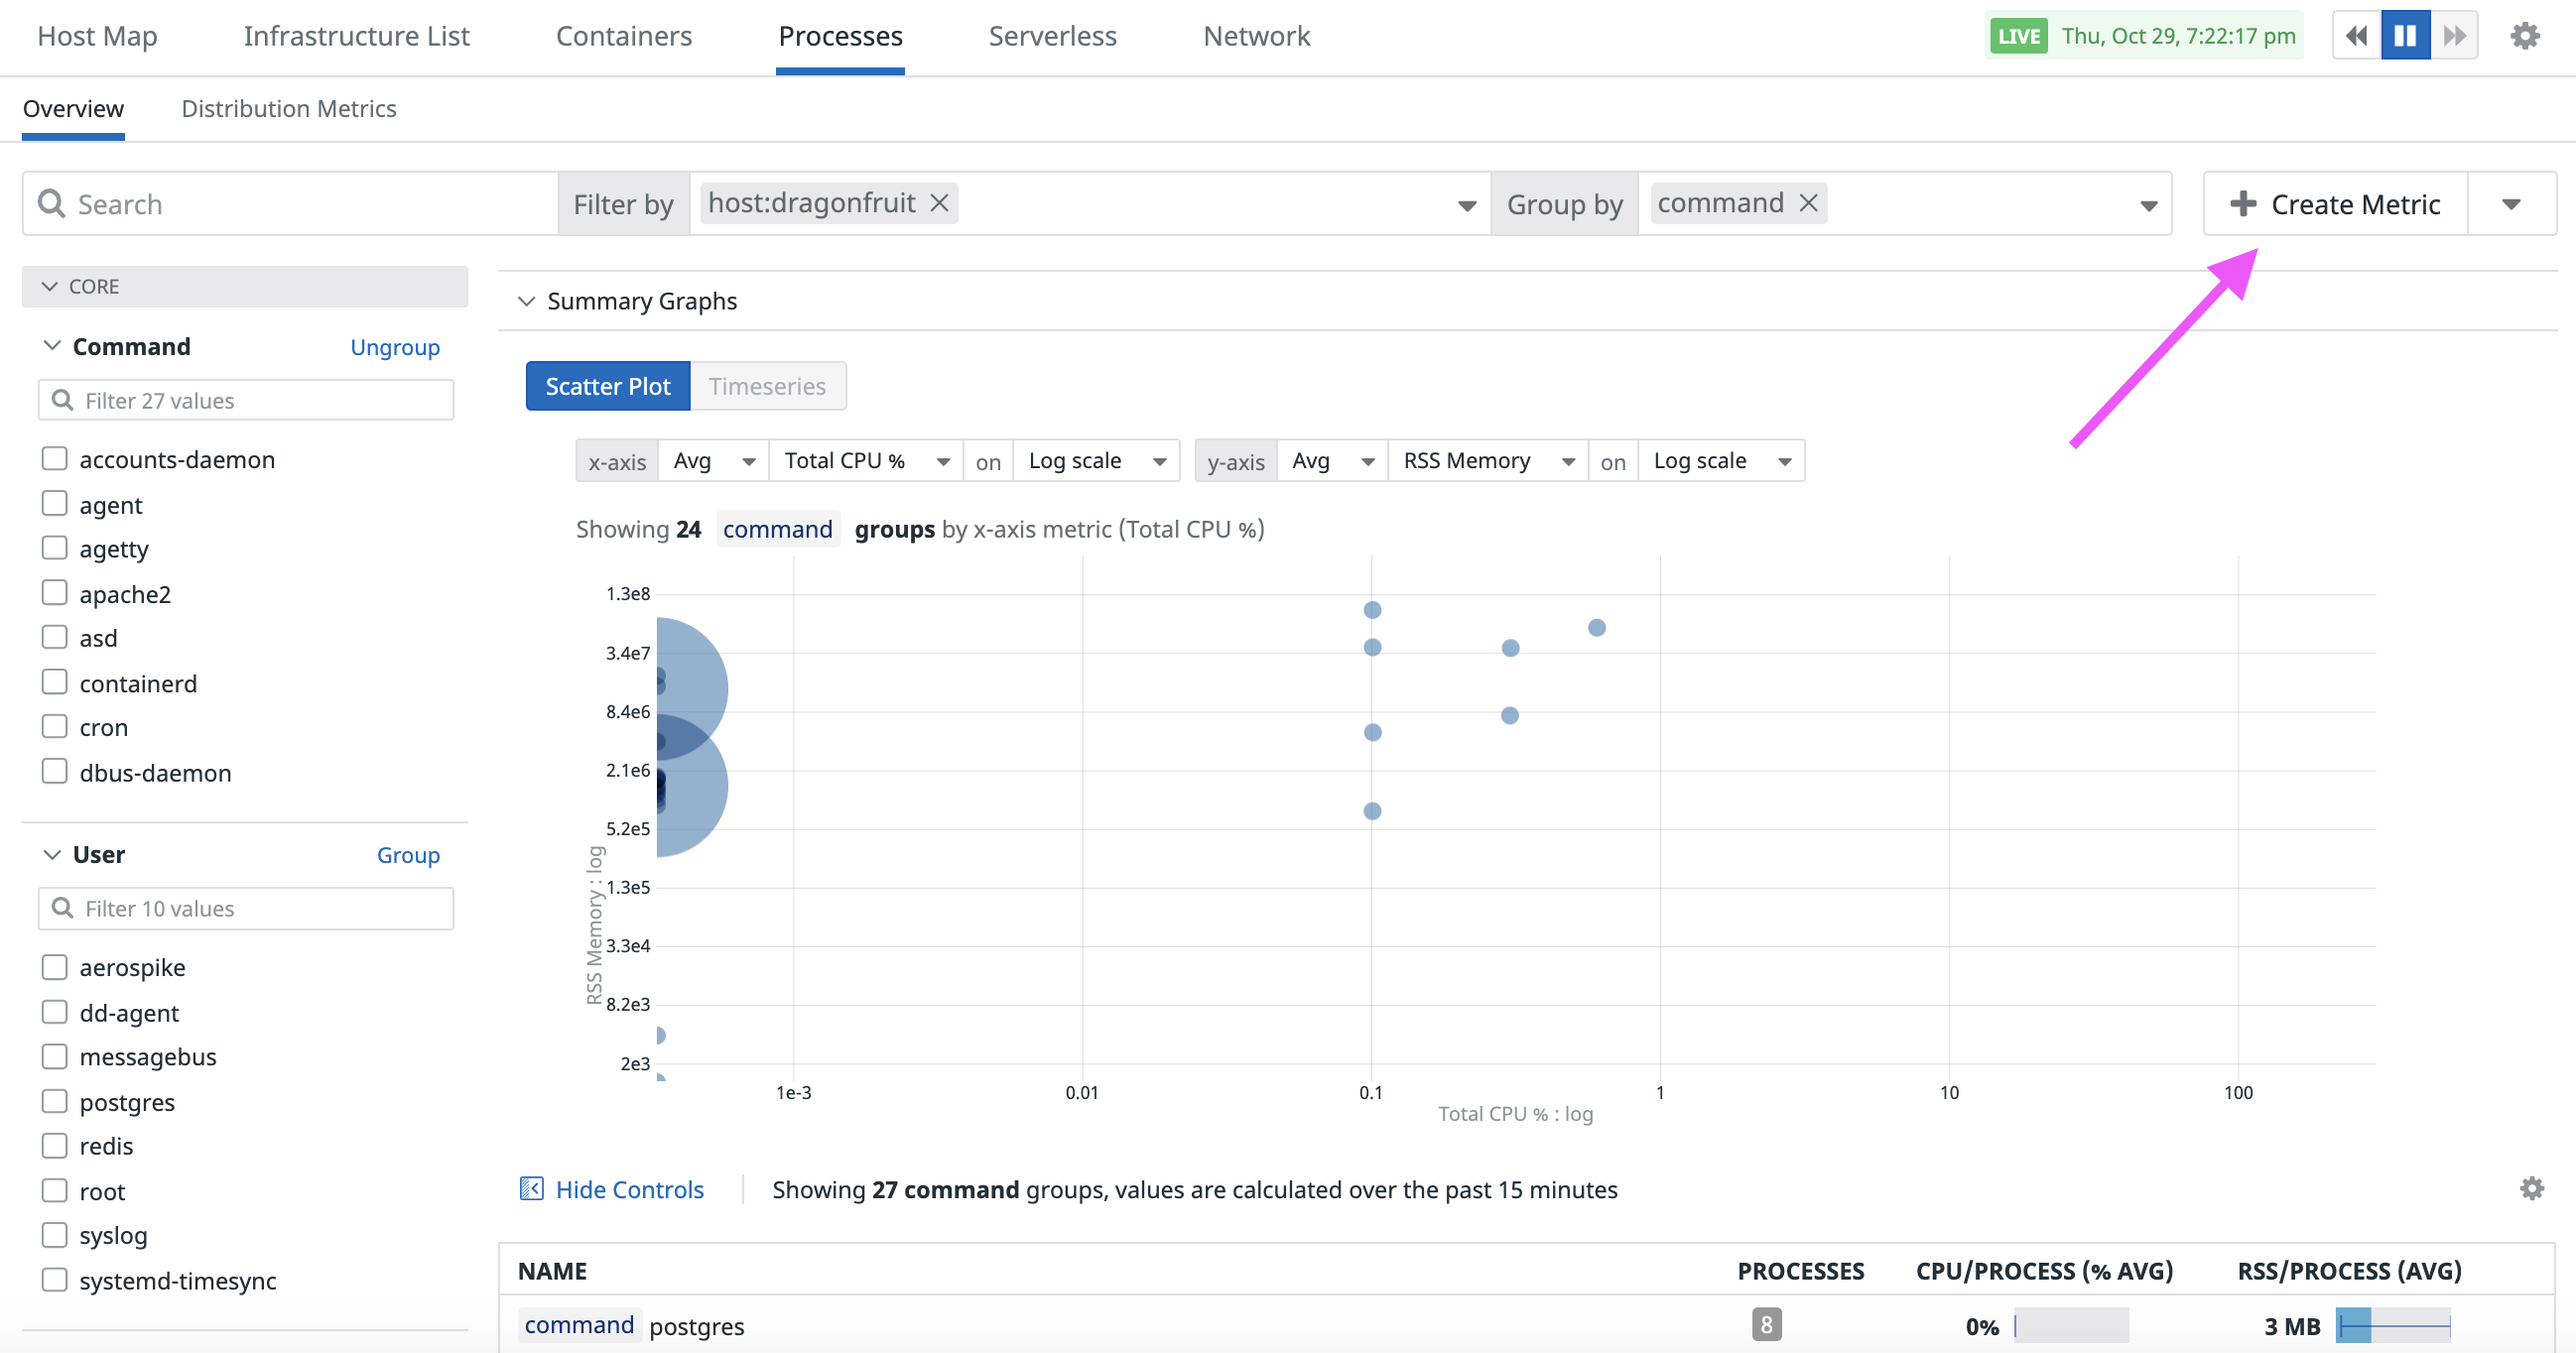 Host Map Infrastructure List Containers Processes Serverless Network LIVE Thu, Oct 29, 7:22:17 pm
Overview Distribution Metrics
Search Filter by host:dragonfruit Group by command Create Metric
CORE
Command Ungroup
Filter 27 values
accounts-daemon
agent
agetty
apache2
asd
containerd
cron
dbus-daemon
User Group
Filter 10 values
aerospike
dd-agent
messagebus
postgres
redis
root
syslog
systemd-timesync
Summary Graphs
Scatter Plot Timeseries
x-axis Avg Total CPU % on Log scale y-axis Avg RSS Memory on Log scale
Showing 24 command groups by x-axis metric (Total CPU %)
1.3e8
3.4e7
8.4e6
2.1e6
5.2e5
1.3e5
3.3e4
8.2e3
2e3
RSS Memory : log
1e-3 0.01 0.1 1 10 100
Total CPU % : log
Hide Controls Showing 27 command groups, values are calculated over the past 15 minutes
NAME PROCESSES CPU/PROCESS (% AVG) RSS/PROCESS (AVG)
command postgres 8 0% 3 MB